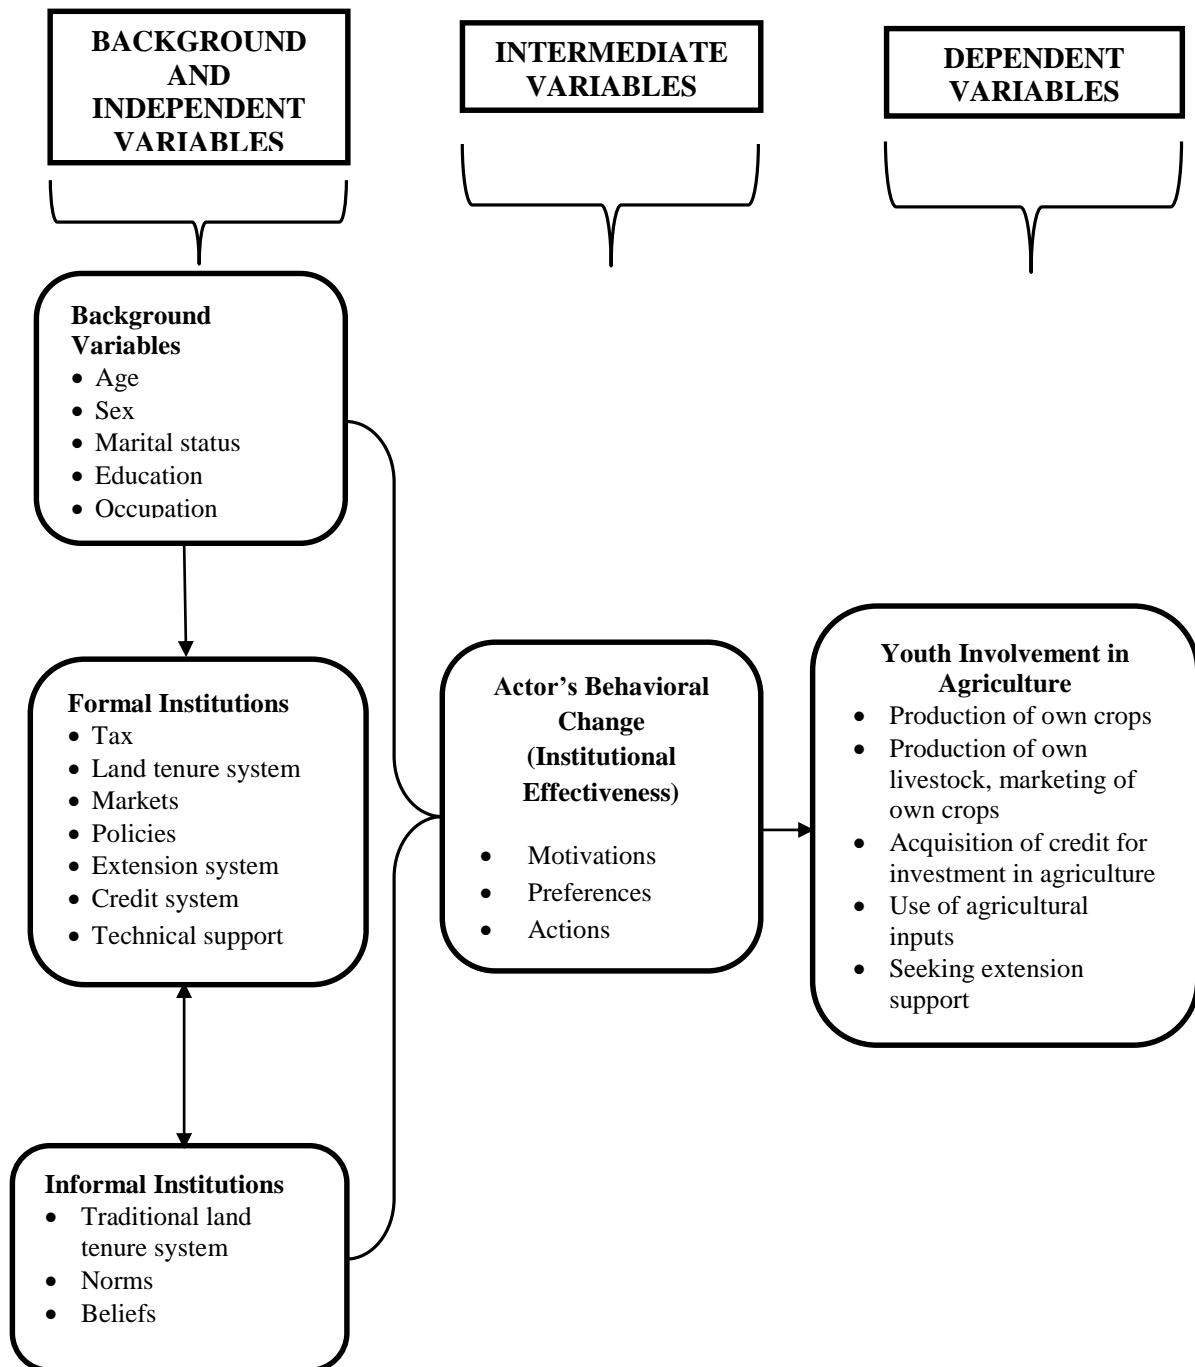 BACKGROUND
AND
INDEPENDENT
VARIABLES
INTERMEDIATE
VARIABLES
DEPENDENT
VARIABLES
Background
Variables
• Age
• Sex
• Marital status
• Education
• Occupation
Formal Institutions
• Tax
• Land tenure system
• Markets
• Policies
• Extension system
• Credit system
• Technical support
Informal Institutions
• Traditional land
tenure system
• Norms
• Beliefs
Actor’s Behavioral
Change
(Institutional
Effectiveness)
• Motivations
• Preferences
• Actions
Youth Involvement in
Agriculture
• Production of own crops
• Production of own
livestock, marketing of
own crops
• Acquisition of credit for
investment in agriculture
• Use of agricultural
inputs
• Seeking extension
support